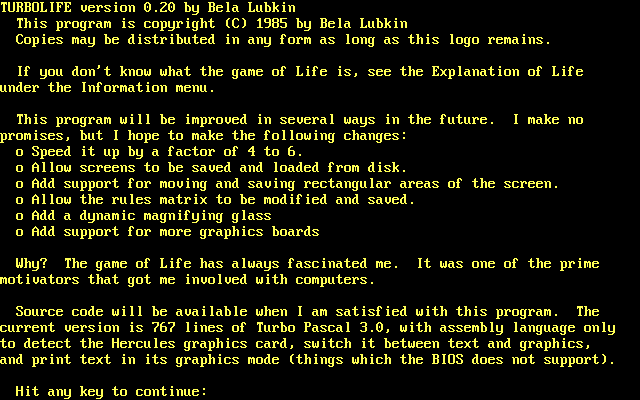 TURBOLIFE version 0.20 by Bela Lubkin
This program is copyright (C) 1985 by Bela Lubkin
Copies may be distributed in any form as long as this logo remains.
If you don't know what the game of Life is, see the Explanation of Life
under the Information menu.
This program will be improved in several ways in the future.  I make no
promises, but I hope to make the following changes:
o Speed it up by a factor of 4 to 6.
o Allow screens to be saved and loaded from disk.
o Add support for moving and saving rectangular areas of the screen.
o Allow the rules matrix to be modified and saved.
o Add a dynamic magnifying glass
o Add support for more graphics boards
Why?  The game of Life has always fascinated me.  It was one of the prime
motivators that got me involved with computers.
Source code will be available when I am satisfied with this program.  The
current version is 767 lines of Turbo Pascal 3.0, with assembly language only
to detect the Hercules graphics card, switch it between text and graphics,
and print text in its graphics mode (things which the BIOS does not support).
Hit any key to continue: